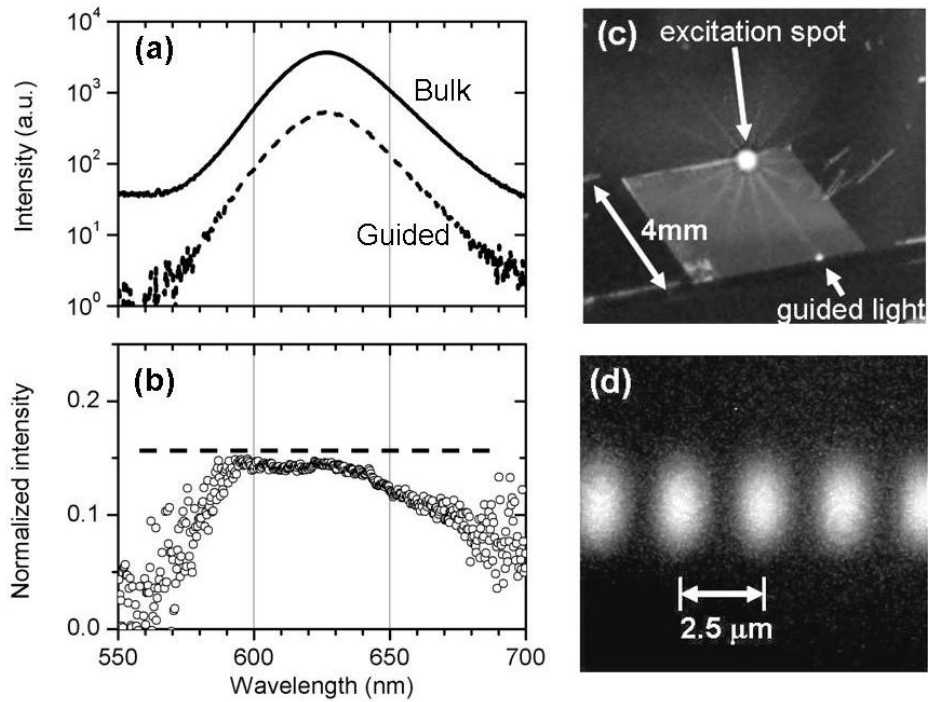 (a)
Bulk
Guided
Intensity (a.u.)
10⁴
10³
10²
10¹
10⁰
(b)
Normalized intensity
0.2
0.1
0.0
550
600
650
700
Wavelength (nm)
(c)
excitation spot
4mm
guided light
(d)
2.5 μm